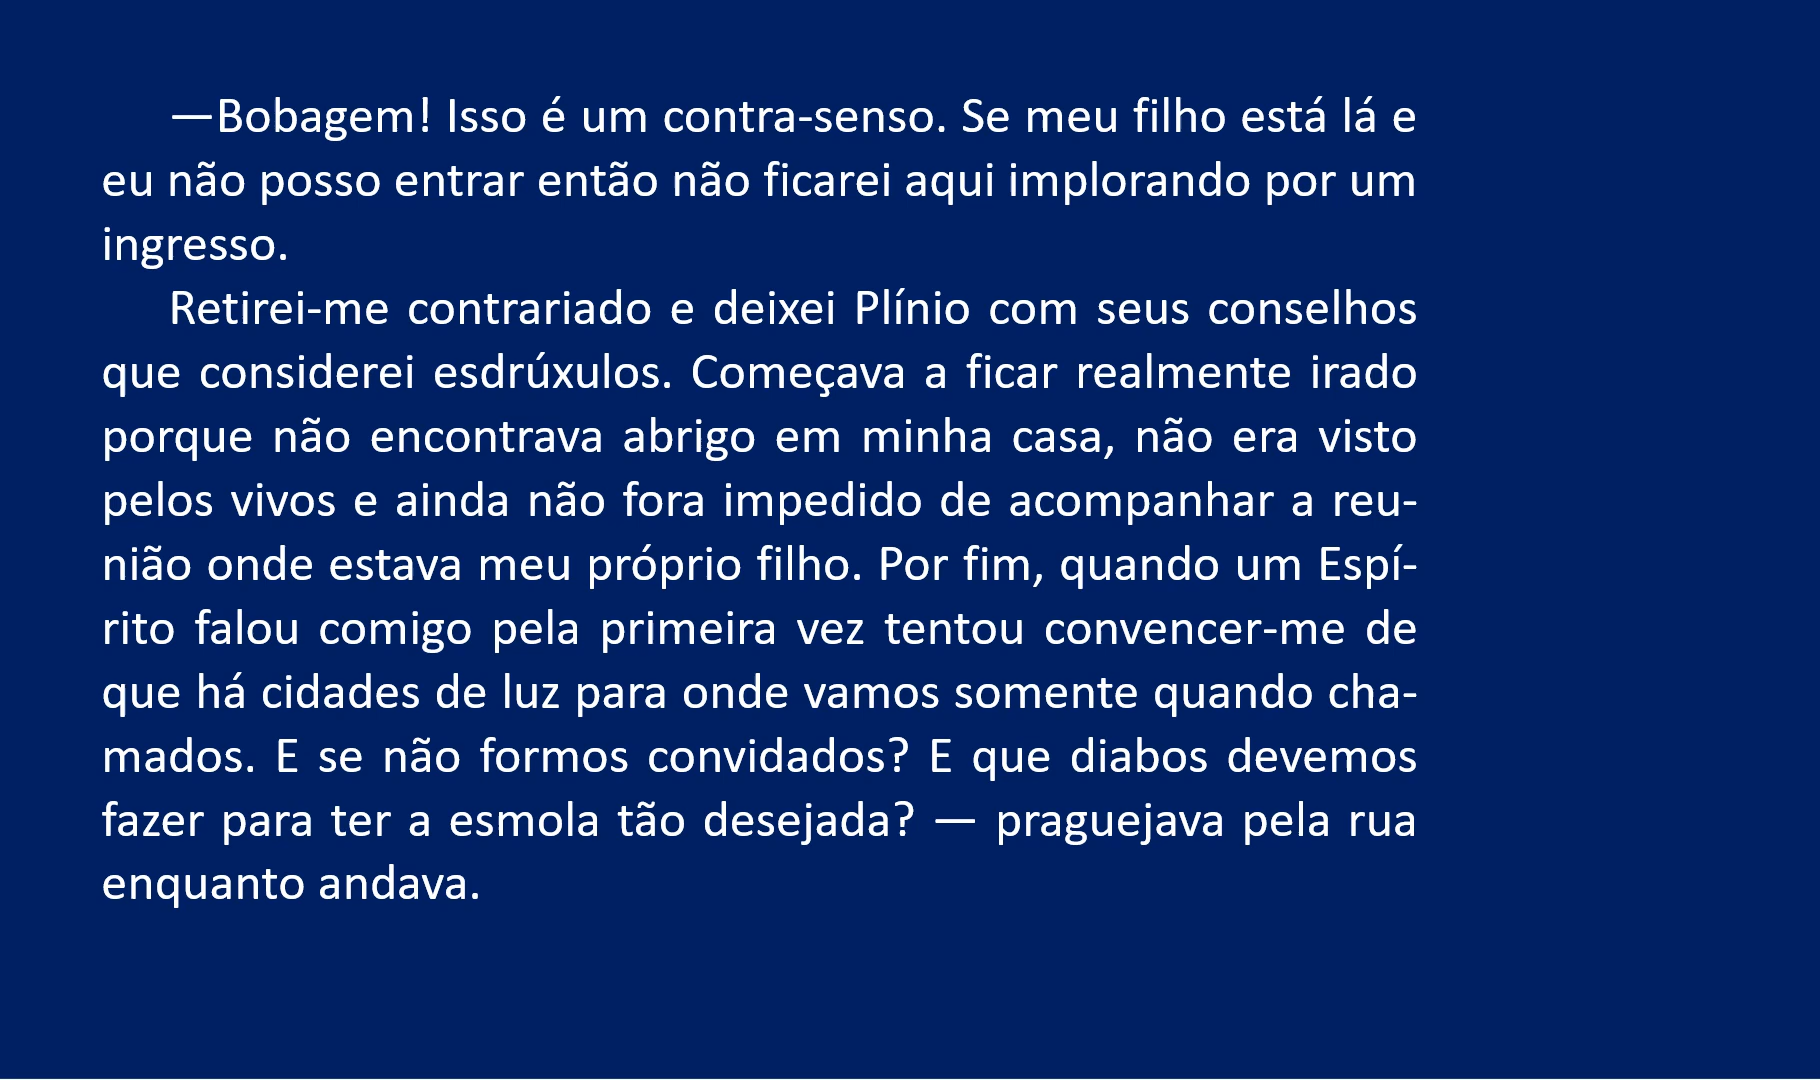 —Bobagem! Isso é um contra-senso. Se meu filho está lá e
eu não posso entrar então não ficarei aqui implorando por um
ingresso.
Retirei-me contrariado e deixei Plínio com seus conselhos
que considerei esdrúxulos. Começava a ficar realmente irado
porque não encontrava abrigo em minha casa, não era visto
pelos vivos e ainda não fora impedido de acompanhar a reu-
nião onde estava meu próprio filho. Por fim, quando um Espí-
rito falou comigo pela primeira vez tentou convencer-me de
que há cidades de luz para onde vamos somente quando cha-
mados. E se não formos convidados? E que diabos devemos
fazer para ter a esmola tão desejada? — praguejava pela rua
enquanto andava.